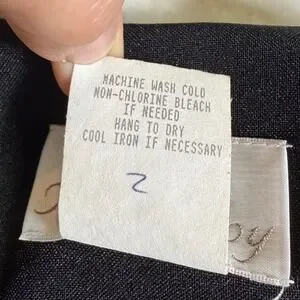 MACHINE WASH COLD
NON-CHLORINE BLEACH
IF NEEDED
HANG TO DRY
COOL IRON IF NECESSARY
2